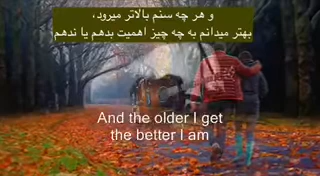 و هر چه سنم بالاتر میرود،
بهتر میدانم به چه چیز اهمیت بدهم یا ندهم
And the older I get
the better I am